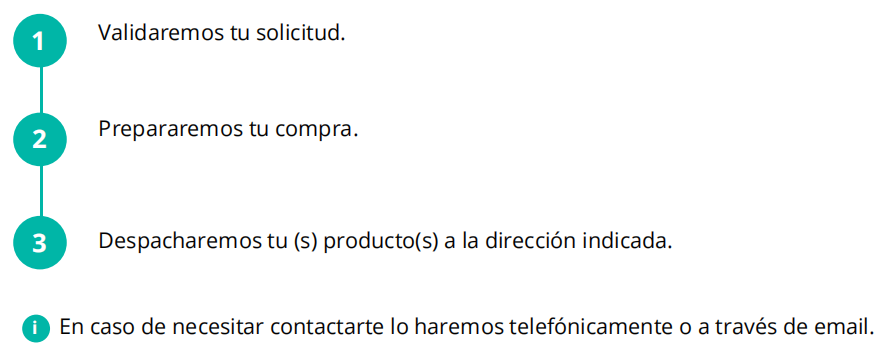 1 Validaremos tu solicitud.
2 Prepararemos tu compra.
3 Despacharemos tu (s) producto(s) a la dirección indicada.
i En caso de necesitar contactarte lo haremos telefónicamente o a través de email.